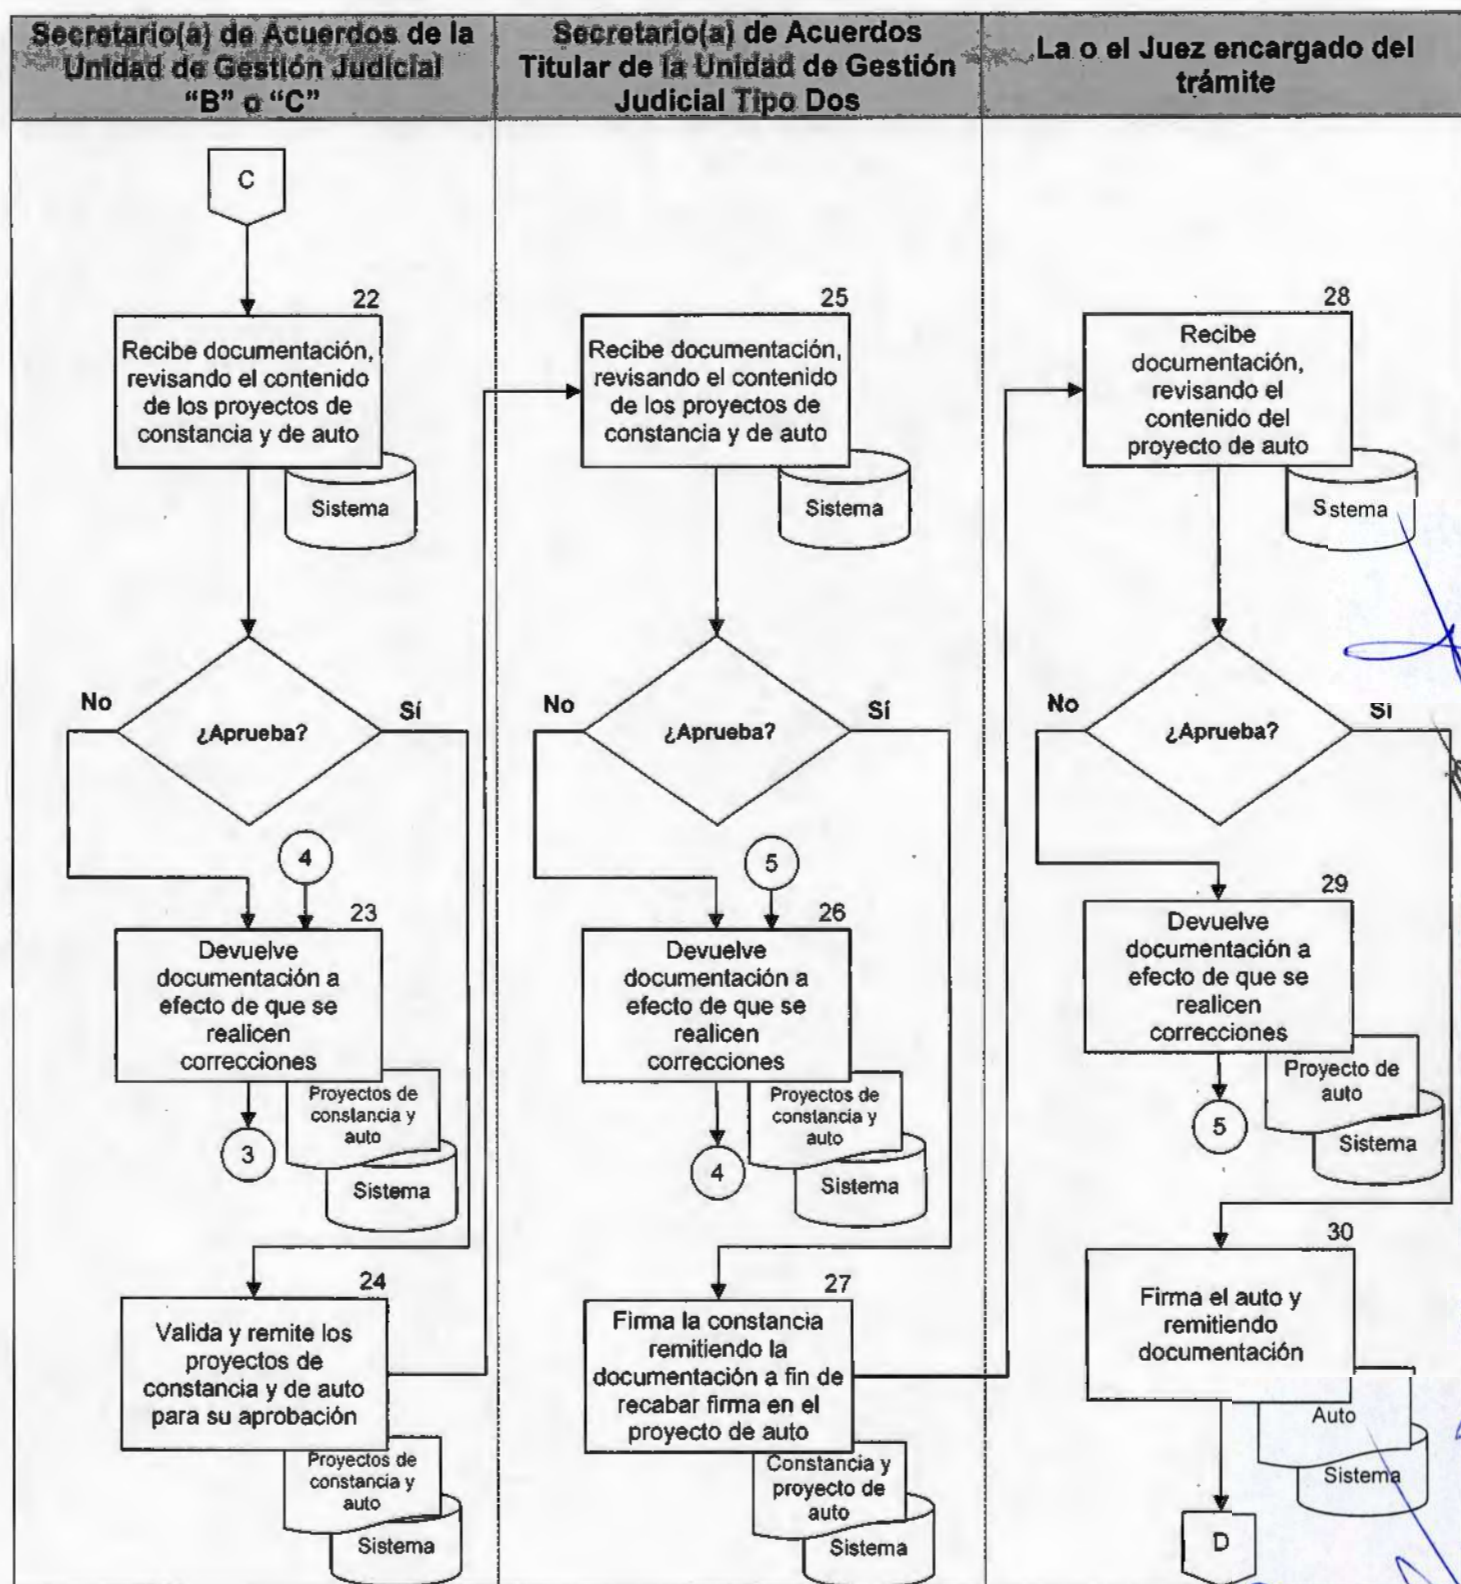 Secretario(a) de Acuerdos de la
Unidad de Gestión Judicial
"B" o "C"
Secretario(a) de Acuerdos
Titular de la Unidad de Gestión
Judicial Tipo Dos
La o el Juez encargado del
trámite
C
22
Recibe documentación,
revisando el contenido
de los proyectos de
constancia y de auto
Sistema
No
¿Aprueba?
Sí
4
23
Devuelve
documentación a
efecto de que se
realicen
correcciones
Proyectos de
constancia y
auto
Sistema
3
24
Valida y remite los
proyectos de
constancia y de auto
para su aprobación
Proyectos de
constancia y
auto
Sistema
25
Recibe documentación,
revisando el contenido
de los proyectos de
constancia y de auto
Sistema
No
¿Aprueba?
Sí
5
26
Devuelve
documentación a
efecto de que se
realicen
correcciones
Proyectos de
constancia y
auto
Sistema
4
27
Firma la constancia
remitiendo la
documentación a fin de
recabar firma en el
proyecto de auto
Constancia y
proyecto de
auto
Sistema
28
Recibe
documentación,
revisando el
contenido del
proyecto de auto
S stema
No
¿Aprueba?
Sí
29
Devuelve
documentación a
efecto de que se
realicen
correcciones
Proyecto de
auto
Sistema
5
30
Firma el auto y
remitiendo
documentación
Auto
Sistema
D